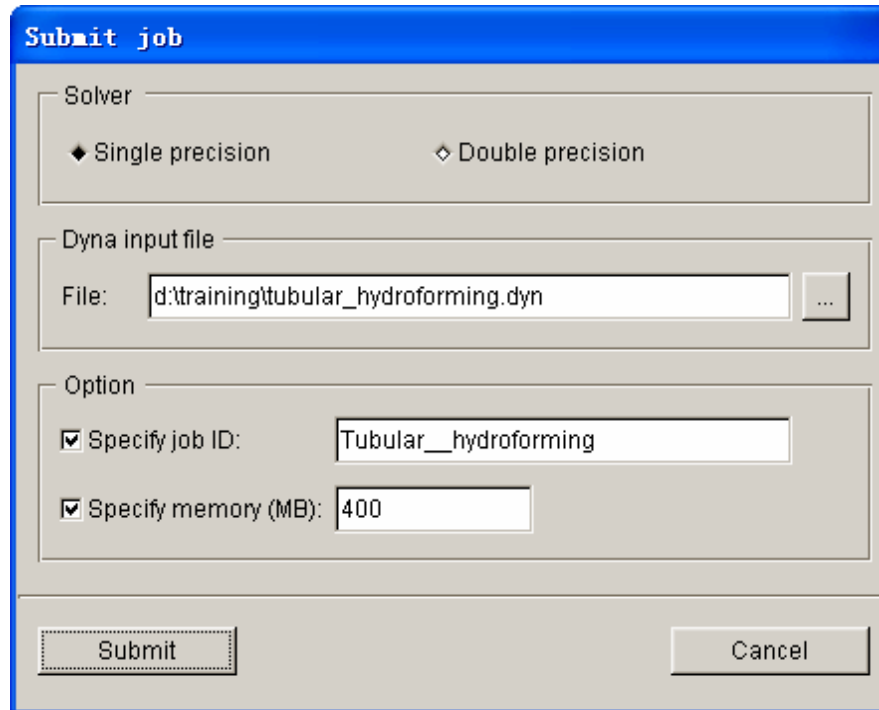 Submit job
Solver
Single precision Double precision
Dyna input file
File: d:\training\tubular_hydroforming.dyn ...
Option
Specify job ID: Tubular__hydroforming
Specify memory (MB): 400
Submit Cancel